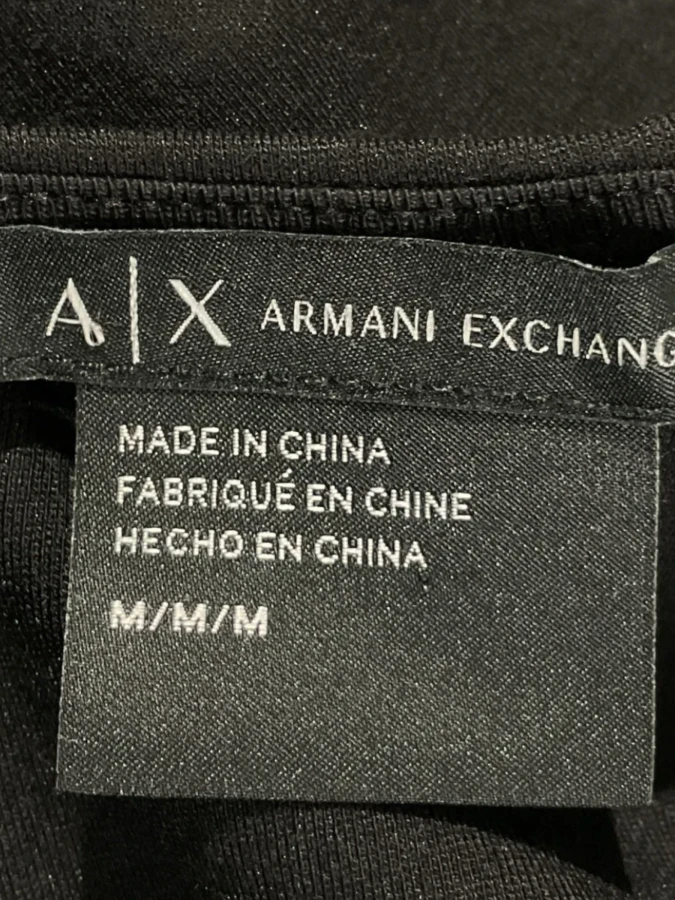 A|X ARMANI EXCHANG
MADE IN CHINA
FABRIQUÉ EN CHINE
HECHO EN CHINA
M/M/M